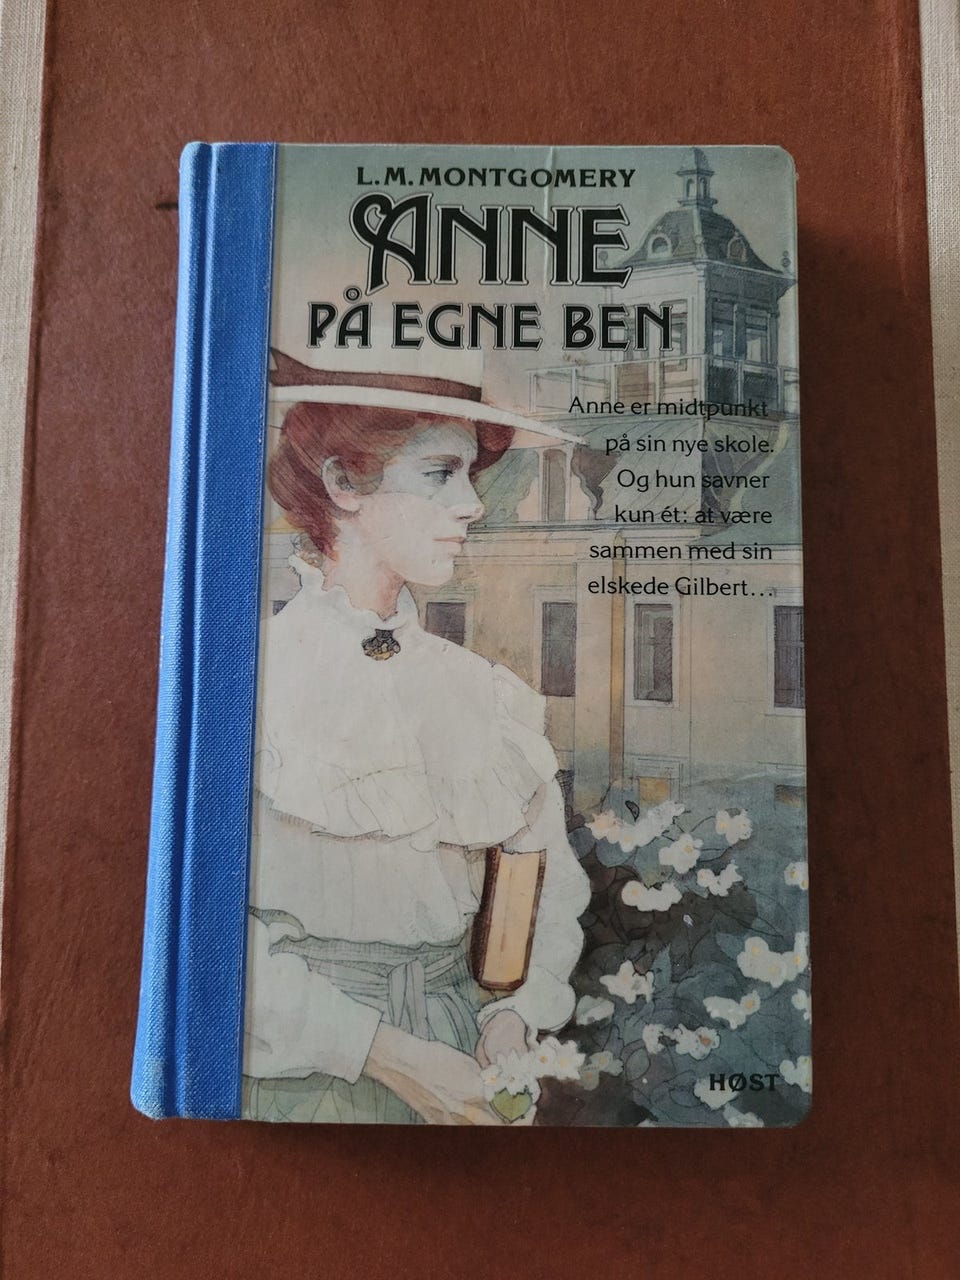 L.M. MONTGOMERY
ANNE
PÅ EGNE BEN
Anne er midtpunkt
på sin nye skole.
Og hun savner
kun ét: at være
sammen med sin
elskede Gilbert...
HØST